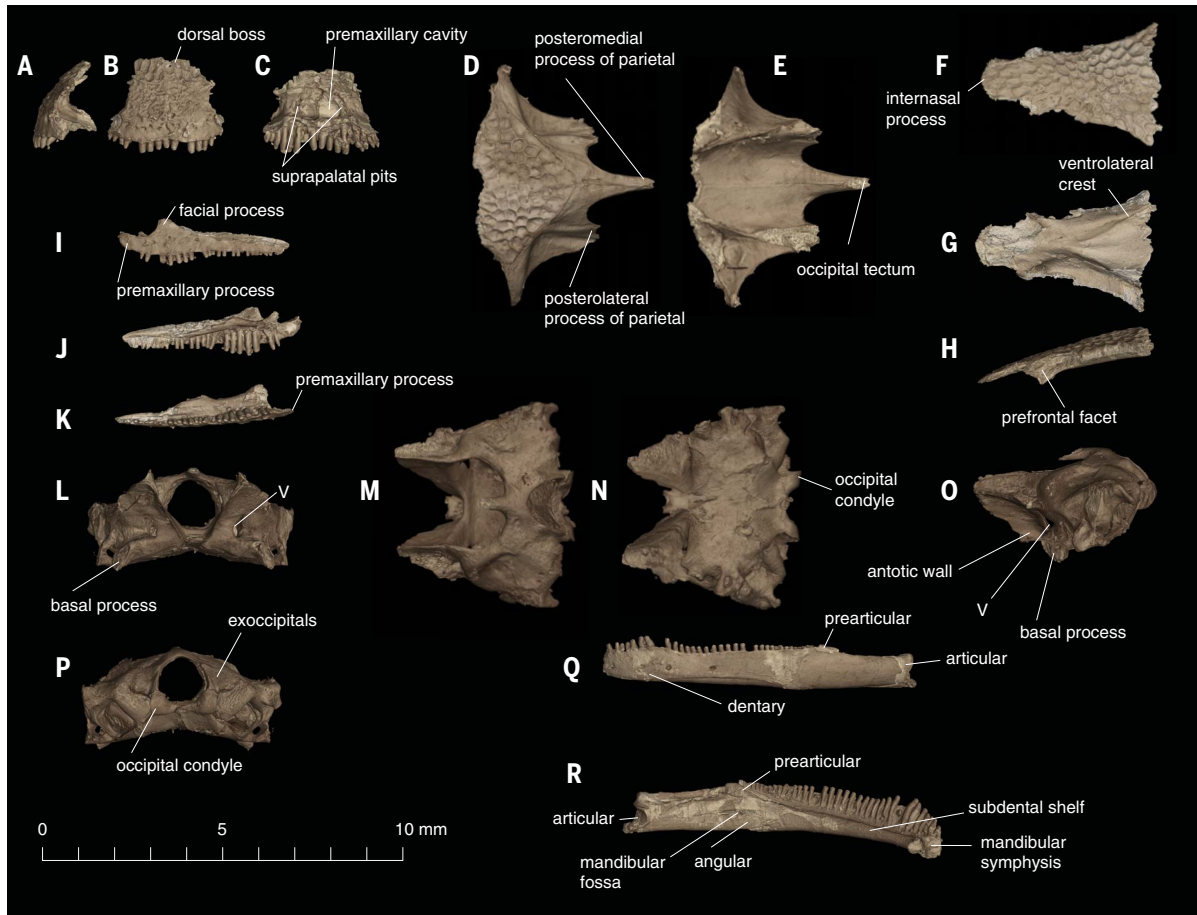 A
B
dorsal boss
C
premaxillary cavity
suprapalatal pits
D
posteromedial
process of parietal
posterolateral
process of parietal
E
occipital tectum
F
internasal
process
ventrolateral
crest
G
H
prefrontal facet
I
facial process
premaxillary process
J
K
premaxillary process
L
V
basal process
M
N
occipital
condyle
O
antotic wall
V
basal process
P
exoccipitals
occipital condyle
Q
prearticular
articular
dentary
R
prearticular
articular
subdental shelf
mandibular
fossa
angular
mandibular
symphysis
0 5 10 mm